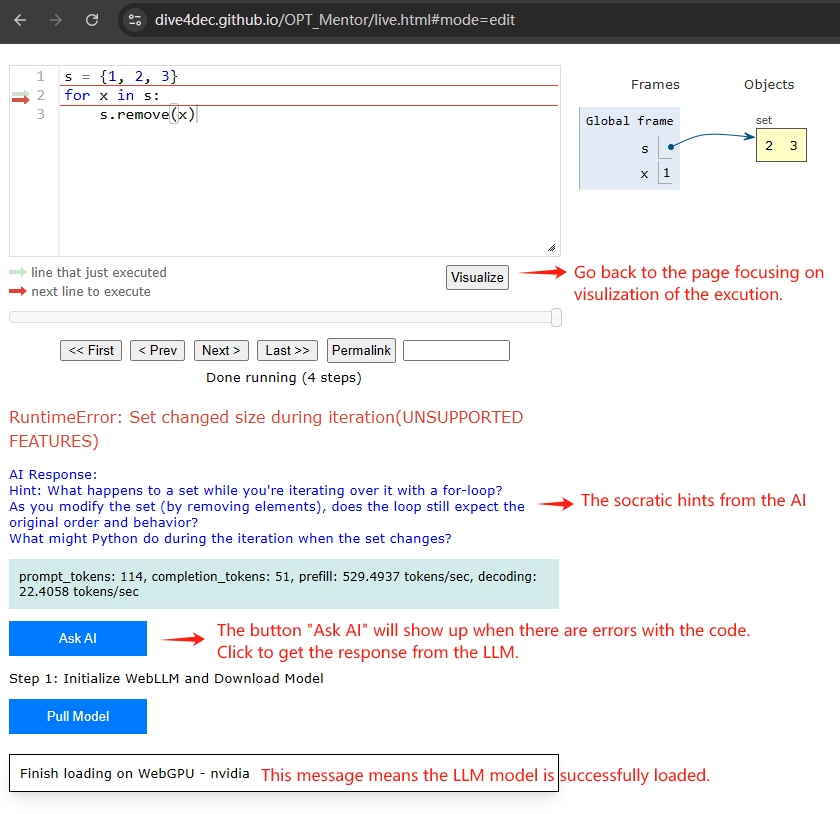 dive4dec.github.io/OPT_Mentor/live.html#mode=edit
1 s = {1, 2, 3}
2 for x in s:
3 s.remove(x)
Frames
Objects
Global frame
s
x 1
set
2 3
line that just executed
next line to execute
Visualize
Go back to the page focusing on
visulization of the excution.
<< First
< Prev
Next >
Last >>
Permalink
Done running (4 steps)
RuntimeError: Set changed size during iteration(UNSUPPORTED
FEATURES)
AI Response:
Hint: What happens to a set while you're iterating over it with a for-loop?
As you modify the set (by removing elements), does the loop still expect the
original order and behavior?
What might Python do during the iteration when the set changes?
The socratic hints from the AI
prompt_tokens: 114, completion_tokens: 51, prefill: 529.4937 tokens/sec, decoding:
22.4058 tokens/sec
Ask AI
The button "Ask AI" will show up when there are errors with the code.
Click to get the response from the LLM.
Step 1: Initialize WebLLM and Download Model
Pull Model
Finish loading on WebGPU - nvidia
This message means the LLM model is successfully loaded.